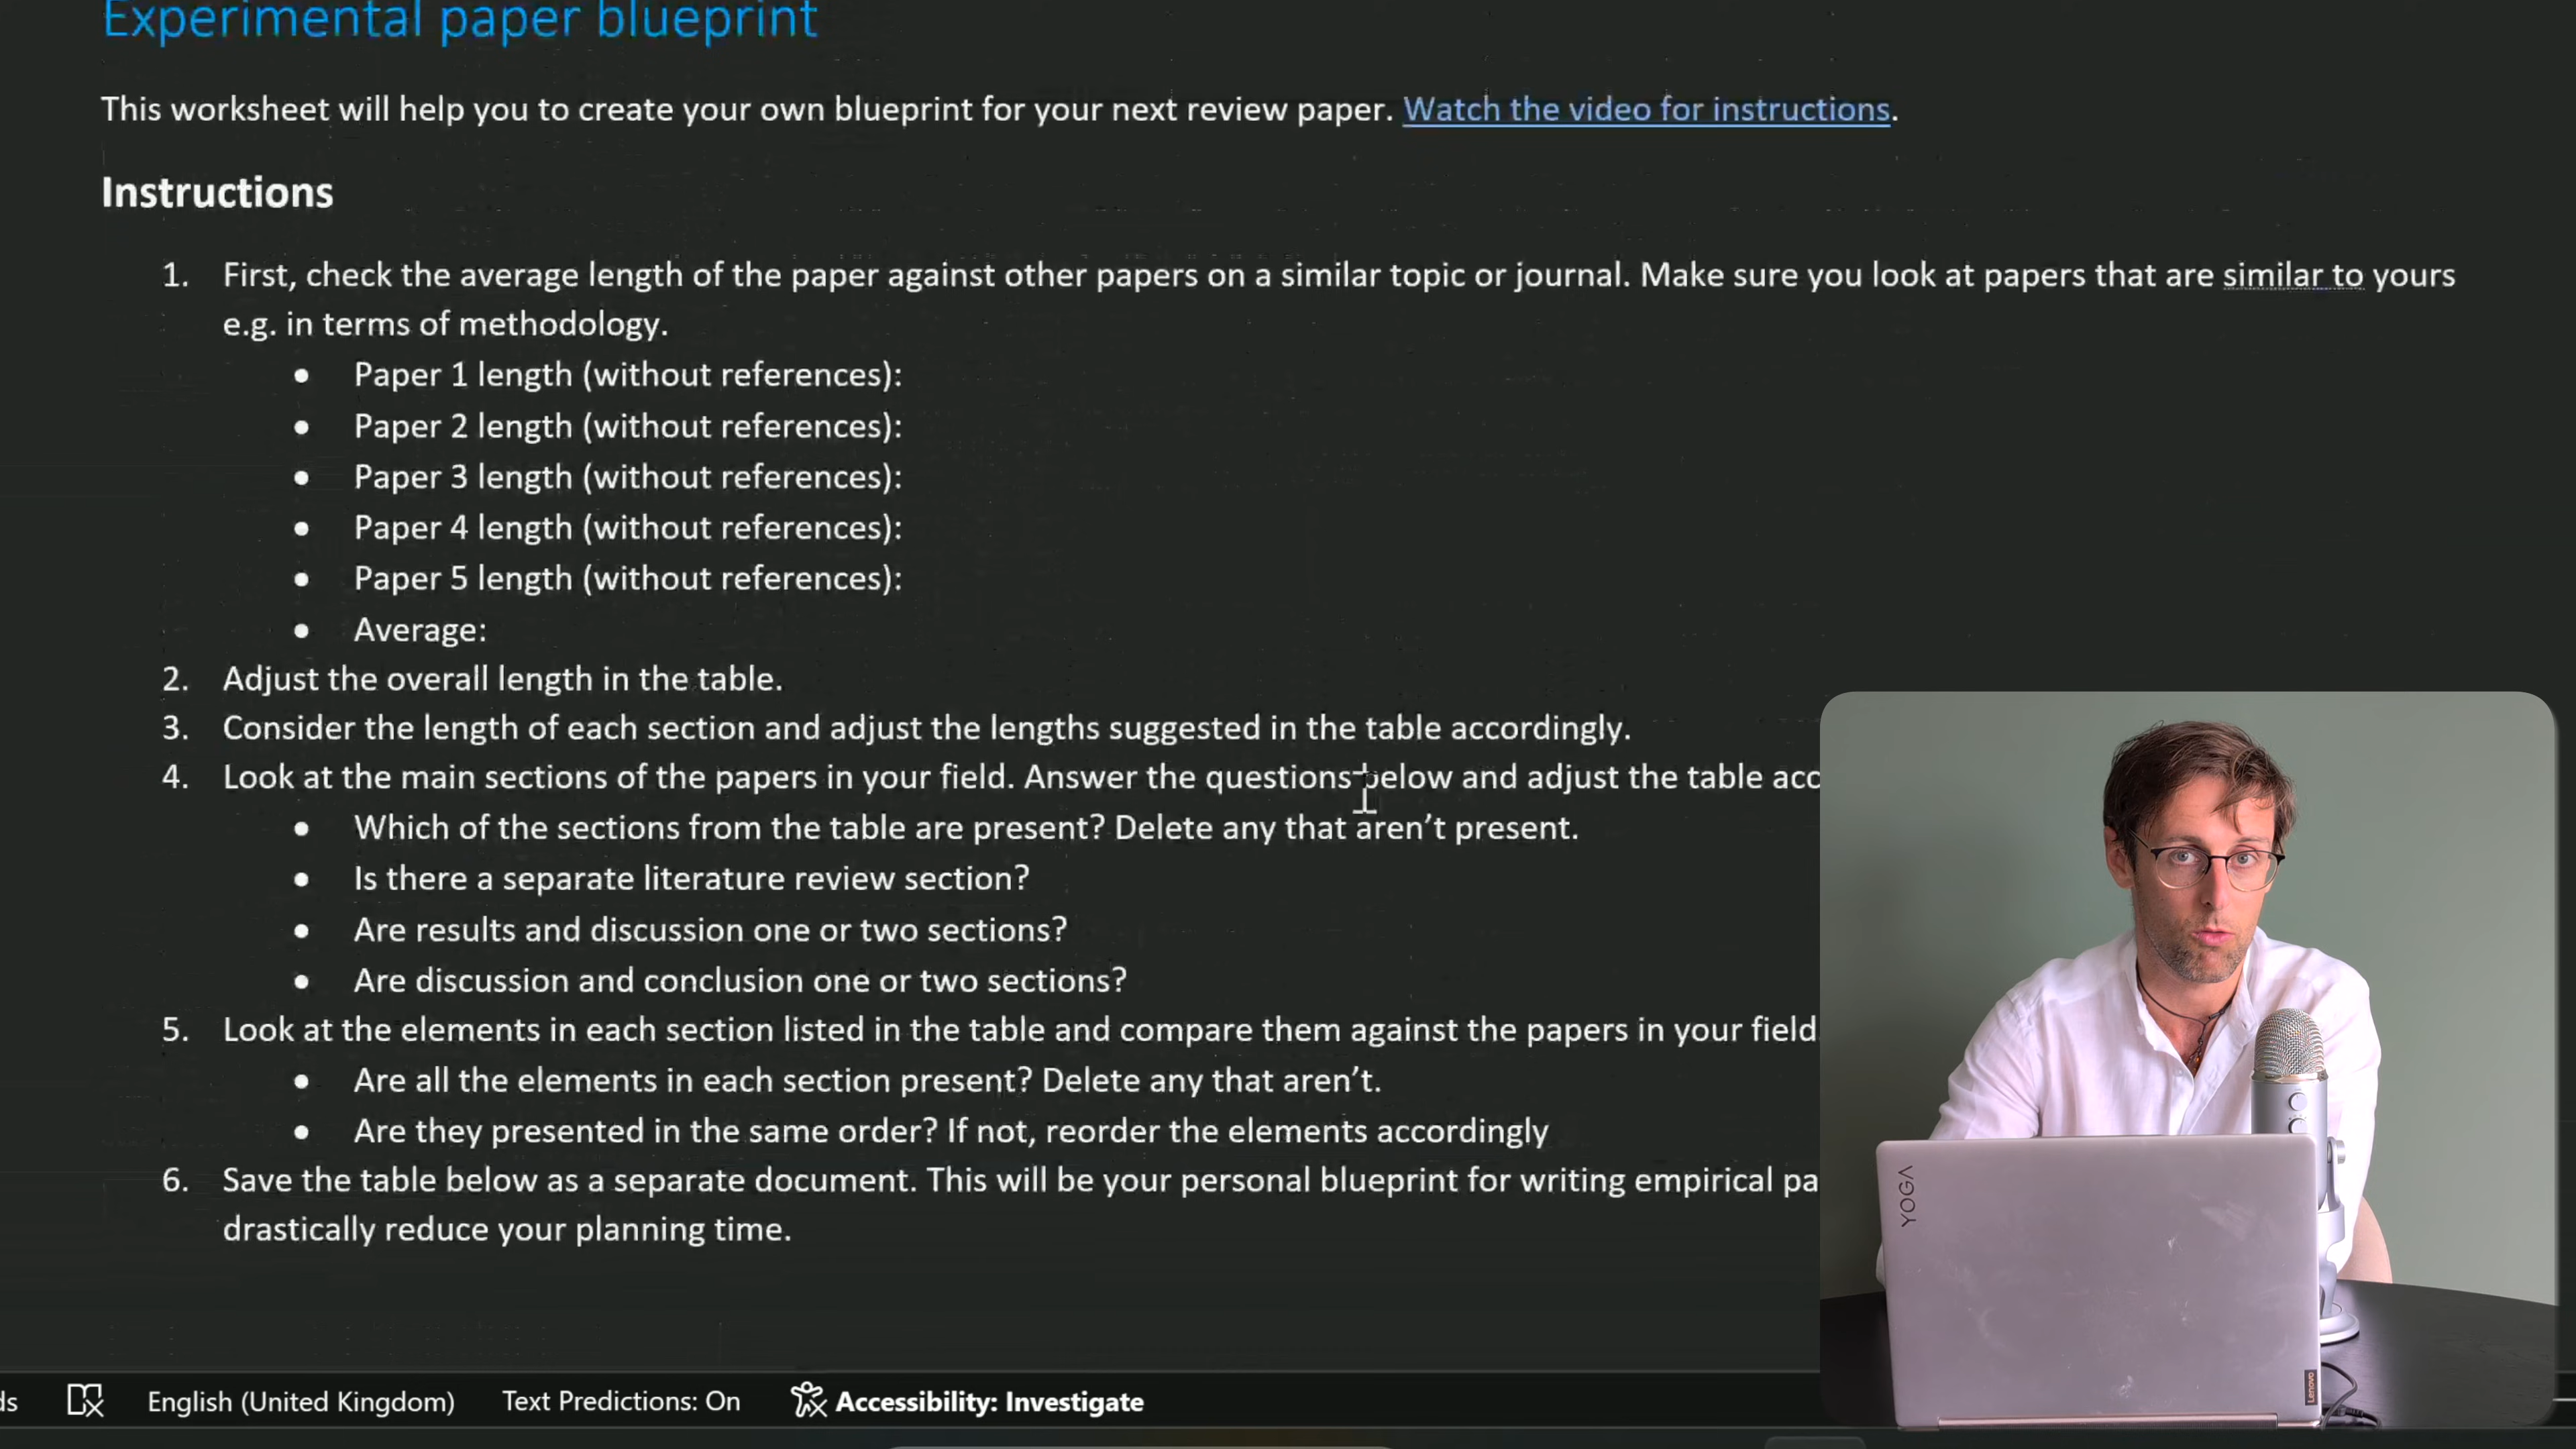 Experimental paper blueprint
This worksheet will help you to create your own blueprint for your next review paper. Watch the video for instructions.
Instructions
1. First, check the average length of the paper against other papers on a similar topic or journal. Make sure you look at papers that are similar to yours
e.g. in terms of methodology.
• Paper 1 length (without references):
• Paper 2 length (without references):
• Paper 3 length (without references):
• Paper 4 length (without references):
• Paper 5 length (without references):
• Average:
2. Adjust the overall length in the table.
3. Consider the length of each section and adjust the lengths suggested in the table accordingly.
4. Look at the main sections of the papers in your field. Answer the questions below and adjust the table acc
• Which of the sections from the table are present? Delete any that aren't present.
• Is there a separate literature review section?
• Are results and discussion one or two sections?
• Are discussion and conclusion one or two sections?
5. Look at the elements in each section listed in the table and compare them against the papers in your field
• Are all the elements in each section present? Delete any that aren't.
• Are they presented in the same order? If not, reorder the elements accordingly
6. Save the table below as a separate document. This will be your personal blueprint for writing empirical pa
drastically reduce your planning time.
YOGA
Lenovo
ds English (United Kingdom) Text Predictions: On Accessibility: Investigate